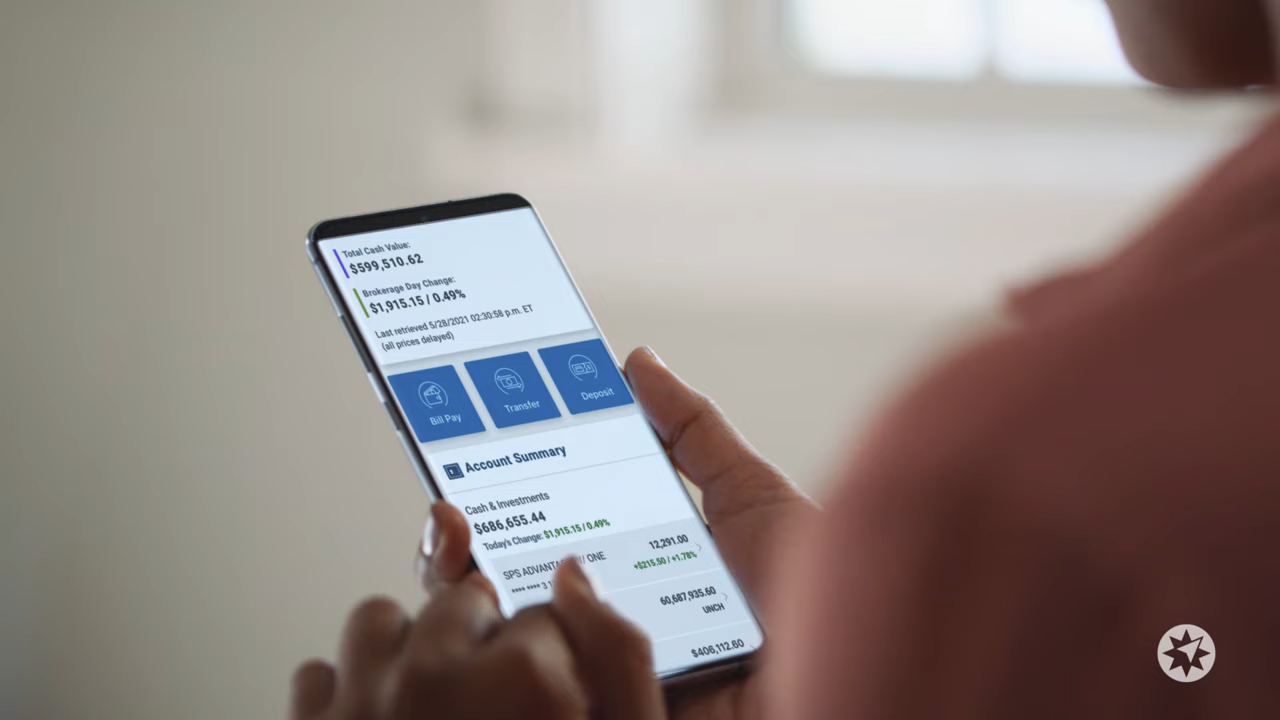 Total Cash Value:
$599,510.62
Brokerage Day Change:
$1,915.15 / 0.49%
Last retrieved 5/28/2021 02:30:58 p.m. ET
(all prices delayed)
Bill Pay
Transfer
Deposit
Account Summary
Cash & Investments
$686,655.44
Today's Change: $1,915.15 / 0.49%
SPS / ONE 12,291.00
**** **** 3 +$215.50 / +1.78%
60,687,935.60
UNCH
$406,112.60